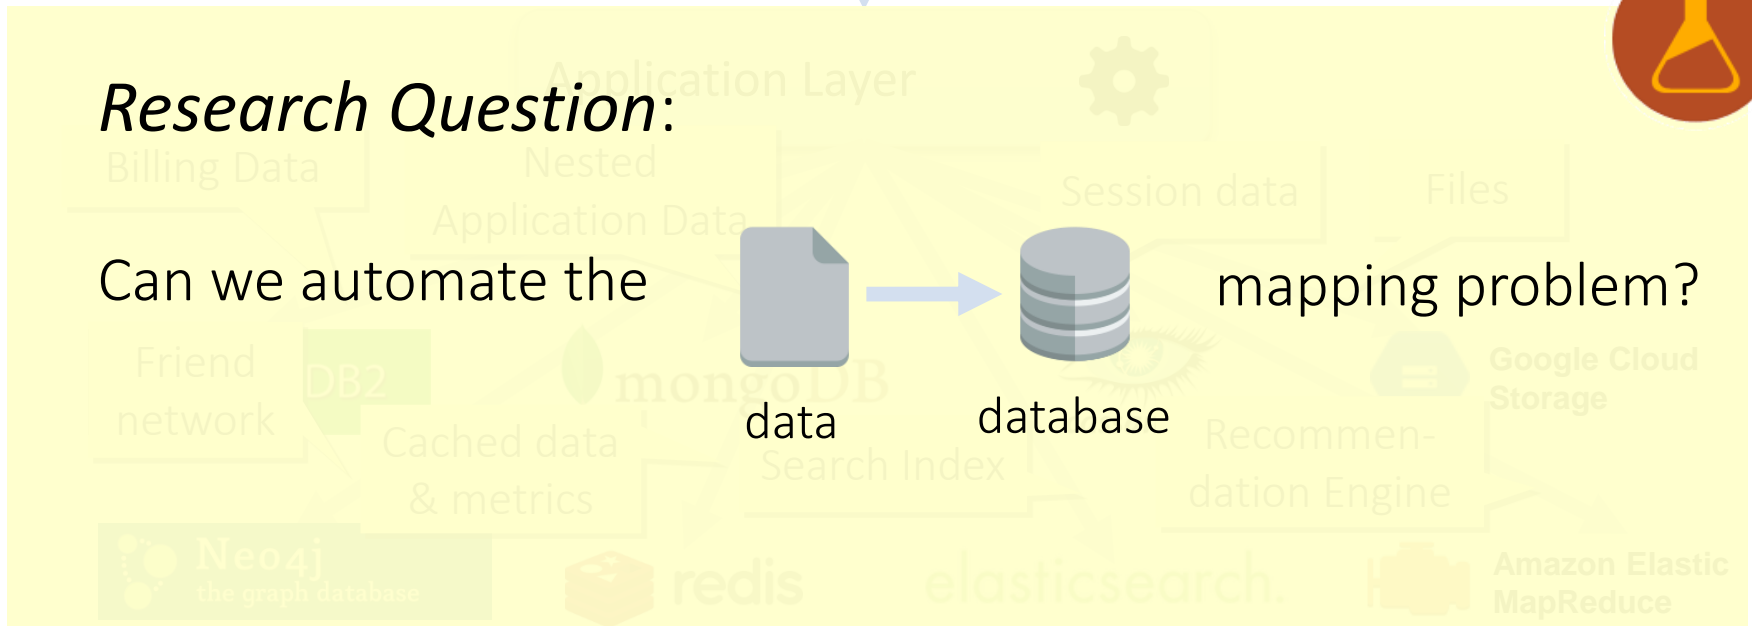 Research Question:
Application Layer
Billing Data
Nested
Application Data
Session data
Files
Can we automate the
mapping problem?
data
database
Friend
network
DB2
mongoDB
Google Cloud
Storage
Cached data
& metrics
Search Index
Recommen-
dation Engine
Neo4j
the graph database
redis
elasticsearch.
Amazon Elastic
MapReduce